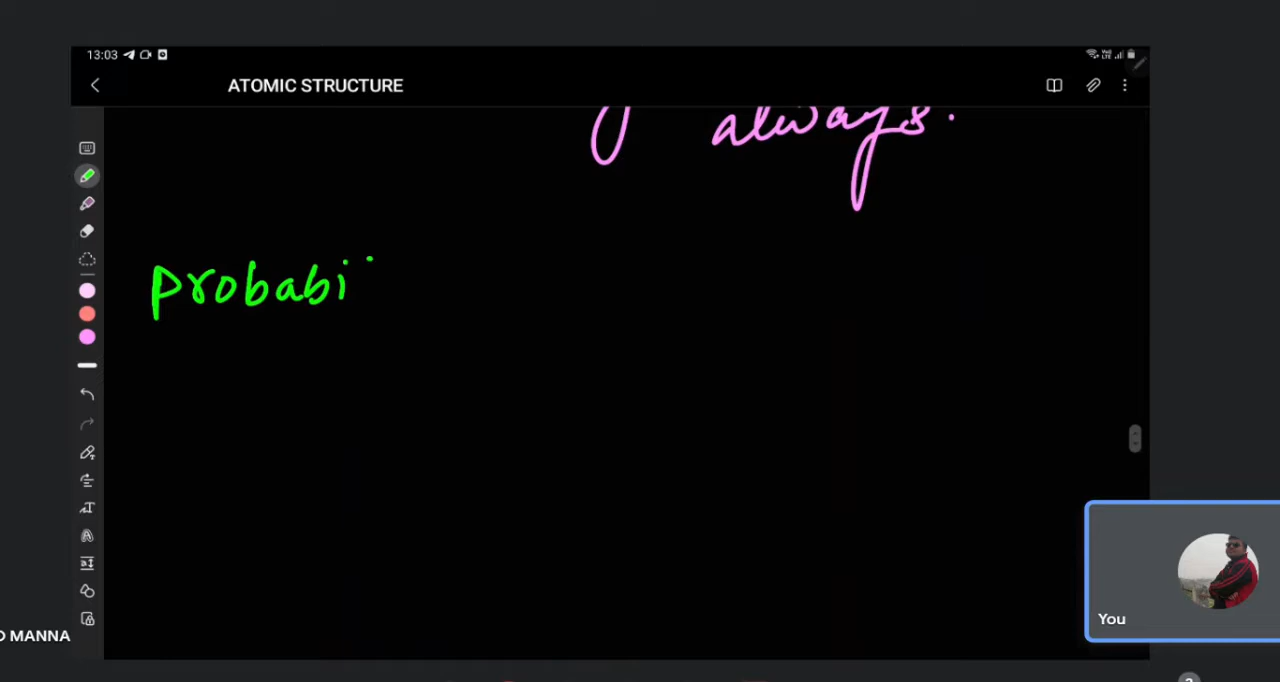 13:03
ATOMIC STRUCTURE
always.
probabi
You
O MANNA